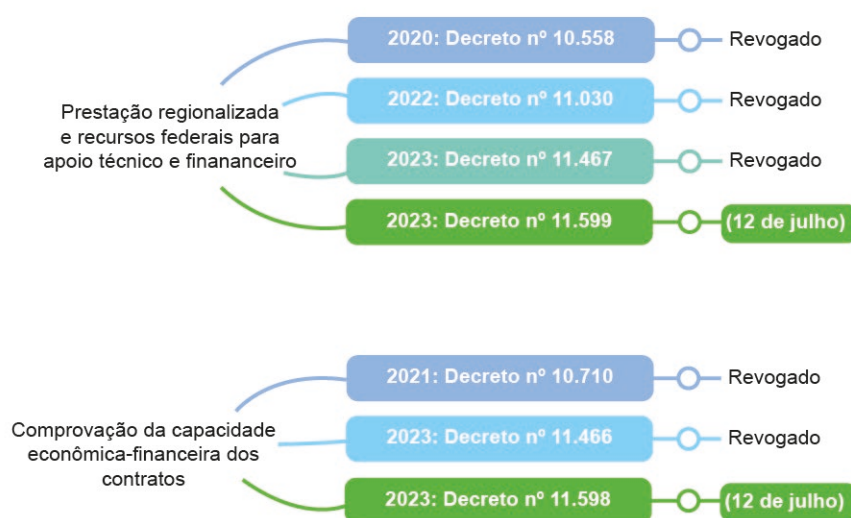 Prestação regionalizada
e recursos federais para
apoio técnico e finananceiro
2020: Decreto nº 10.558
Revogado
2022: Decreto nº 11.030
Revogado
2023: Decreto nº 11.467
Revogado
2023: Decreto nº 11.599
(12 de julho)
Comprovação da capacidade
econômica-financeira dos
contratos
2021: Decreto nº 10.710
Revogado
2023: Decreto nº 11.466
Revogado
2023: Decreto nº 11.598
(12 de julho)